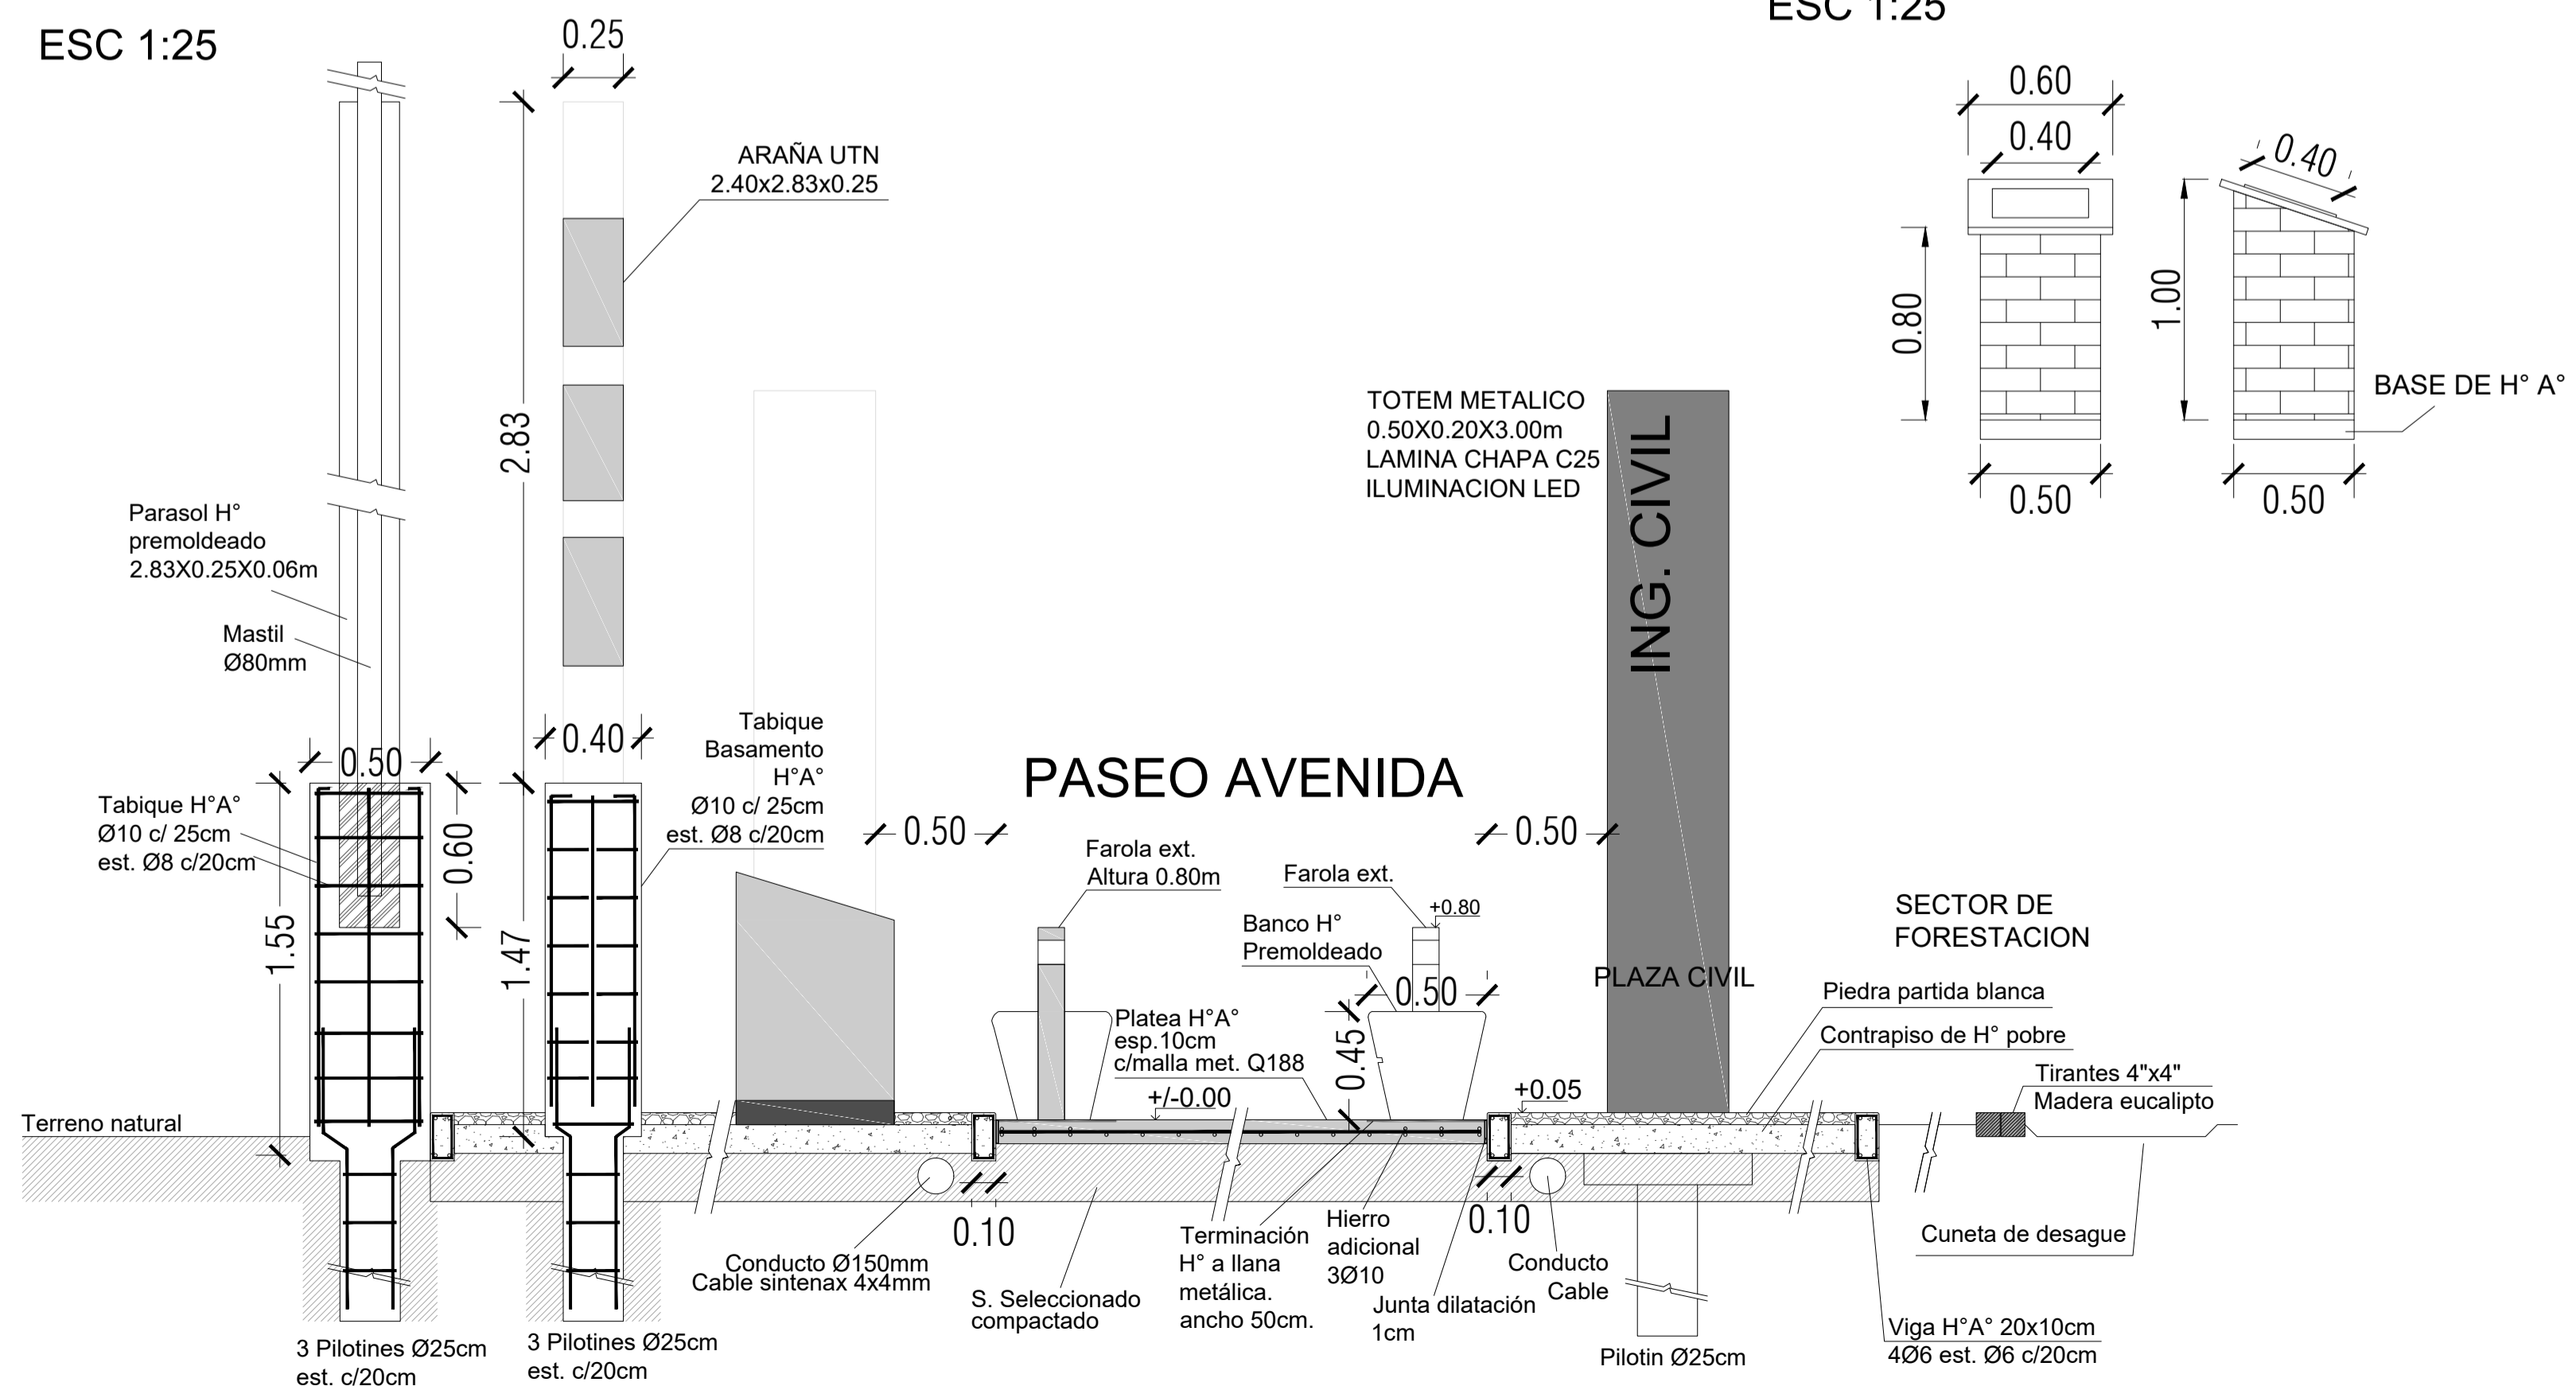 ESC 1:25
ESC 1:25
0.25
0.60
0.40
0.40
ARAÑA UTN
2.40x2.83x0.25
0.80
1.00
BASE DE H° A°
0.50
0.50
2.83
TOTEM METALICO
0.50X0.20X3.00m
LAMINA CHAPA C25
ILUMINACION LED
ING. CIVIL
PLAZA CIVIL
Parasol H°
premoldeado
2.83X0.25X0.06m
Mastil
Ø80mm
0.50
0.40
Tabique
Basamento
H°A°
Ø10 c/ 25cm
est. Ø8 c/20cm
PASEO AVENIDA
Tabique H°A°
Ø10 c/ 25cm
est. Ø8 c/20cm
0.60
1.55
1.47
0.50
0.50
Farola ext.
Altura 0.80m
Farola ext.
+0.80
Banco H°
Premoldeado
0.50
0.45
Platea H°A°
esp.10cm
c/malla met. Q188
+/-0.00
+0.05
SECTOR DE
FORESTACION
Piedra partida blanca
Contrapiso de H° pobre
Tirantes 4"x4"
Madera eucalipto
Terreno natural
Cuneta de desague
0.10
0.10
Conducto Ø150mm
Cable sintenax 4x4mm
S. Seleccionado
compactado
Terminación
H° a llana
metálica.
ancho 50cm.
Hierro
adicional
3Ø10
Junta dilatación
1cm
Conducto
Cable
Pilotin Ø25cm
Viga H°A° 20x10cm
4Ø6 est. Ø6 c/20cm
3 Pilotines Ø25cm
est. c/20cm
3 Pilotines Ø25cm
est. c/20cm